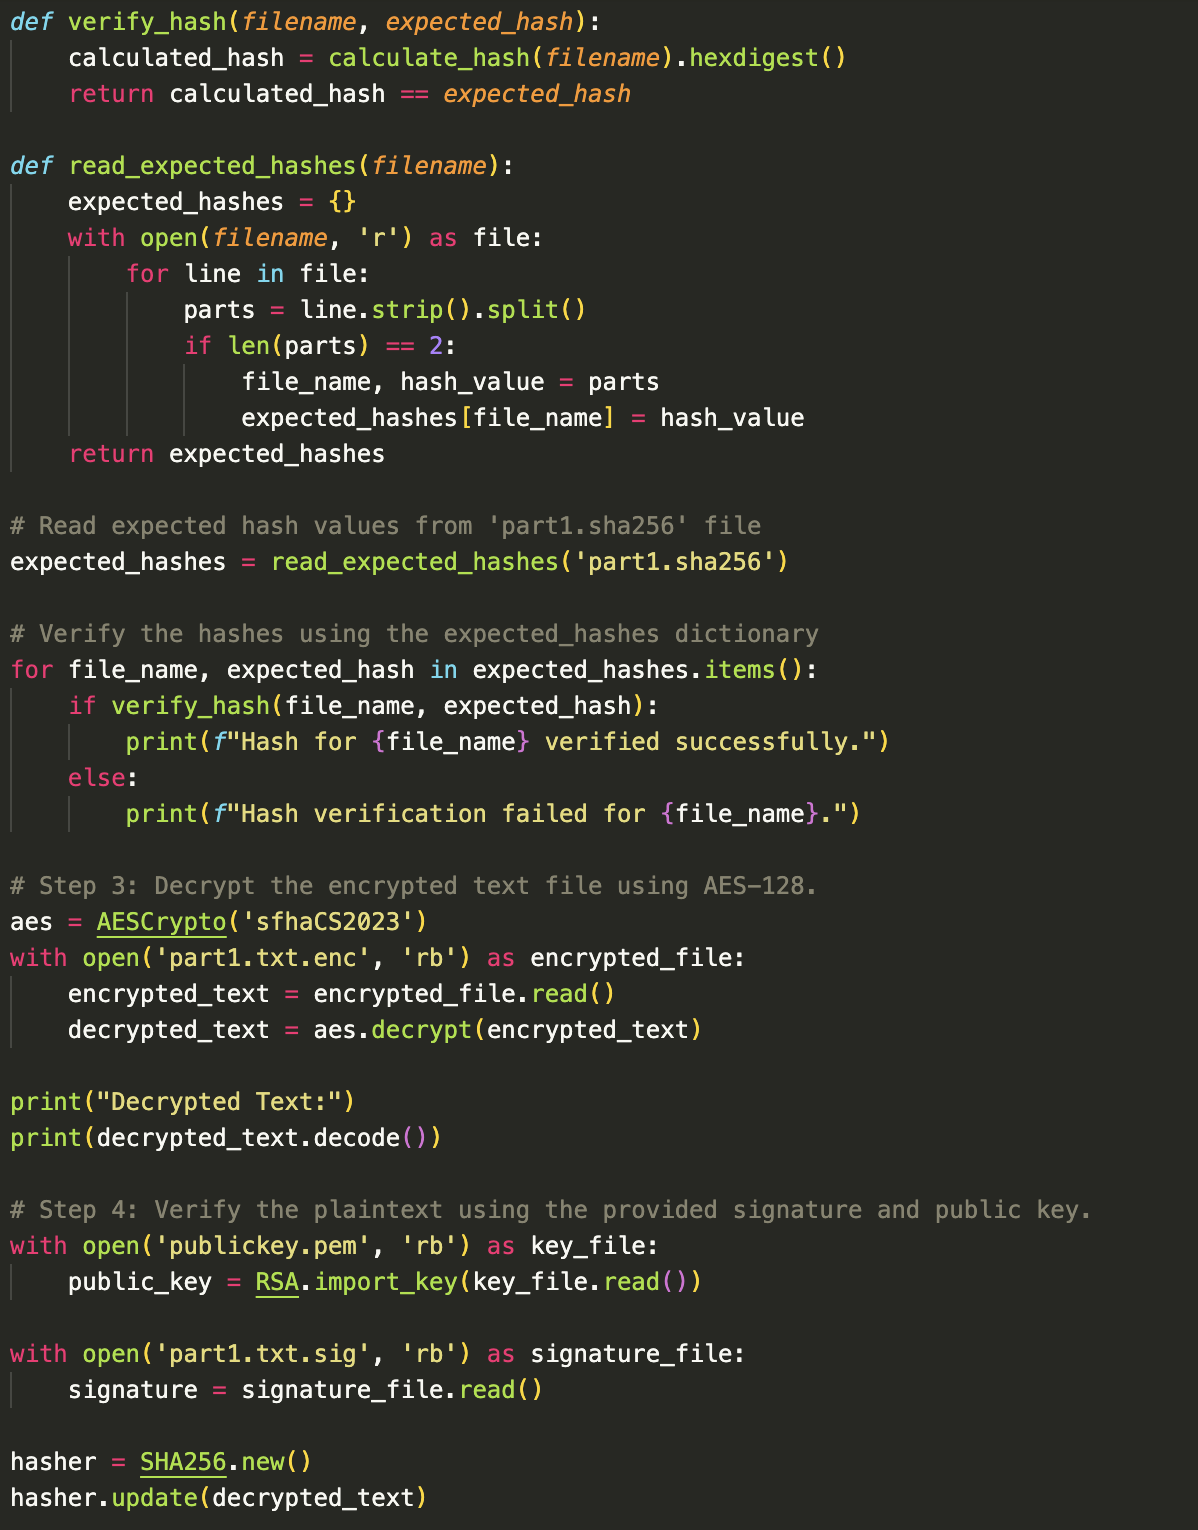 def verify_hash(filename, expected_hash):
    calculated_hash = calculate_hash(filename).hexdigest()
    return calculated_hash == expected_hash

def read_expected_hashes(filename):
    expected_hashes = {}
    with open(filename, 'r') as file:
        for line in file:
            parts = line.strip().split()
            if len(parts) == 2:
                file_name, hash_value = parts
                expected_hashes[file_name] = hash_value
    return expected_hashes

# Read expected hash values from 'part1.sha256' file
expected_hashes = read_expected_hashes('part1.sha256')

# Verify the hashes using the expected_hashes dictionary
for file_name, expected_hash in expected_hashes.items():
    if verify_hash(file_name, expected_hash):
        print(f"Hash for {file_name} verified successfully.")
    else:
        print(f"Hash verification failed for {file_name}.")

# Step 3: Decrypt the encrypted text file using AES-128.
aes = AESCrypto('sfhaCS2023')
with open('part1.txt.enc', 'rb') as encrypted_file:
    encrypted_text = encrypted_file.read()
    decrypted_text = aes.decrypt(encrypted_text)

print("Decrypted Text:")
print(decrypted_text.decode())

# Step 4: Verify the plaintext using the provided signature and public key.
with open('publickey.pem', 'rb') as key_file:
    public_key = RSA.import_key(key_file.read())

with open('part1.txt.sig', 'rb') as signature_file:
    signature = signature_file.read()

hasher = SHA256.new()
hasher.update(decrypted_text)